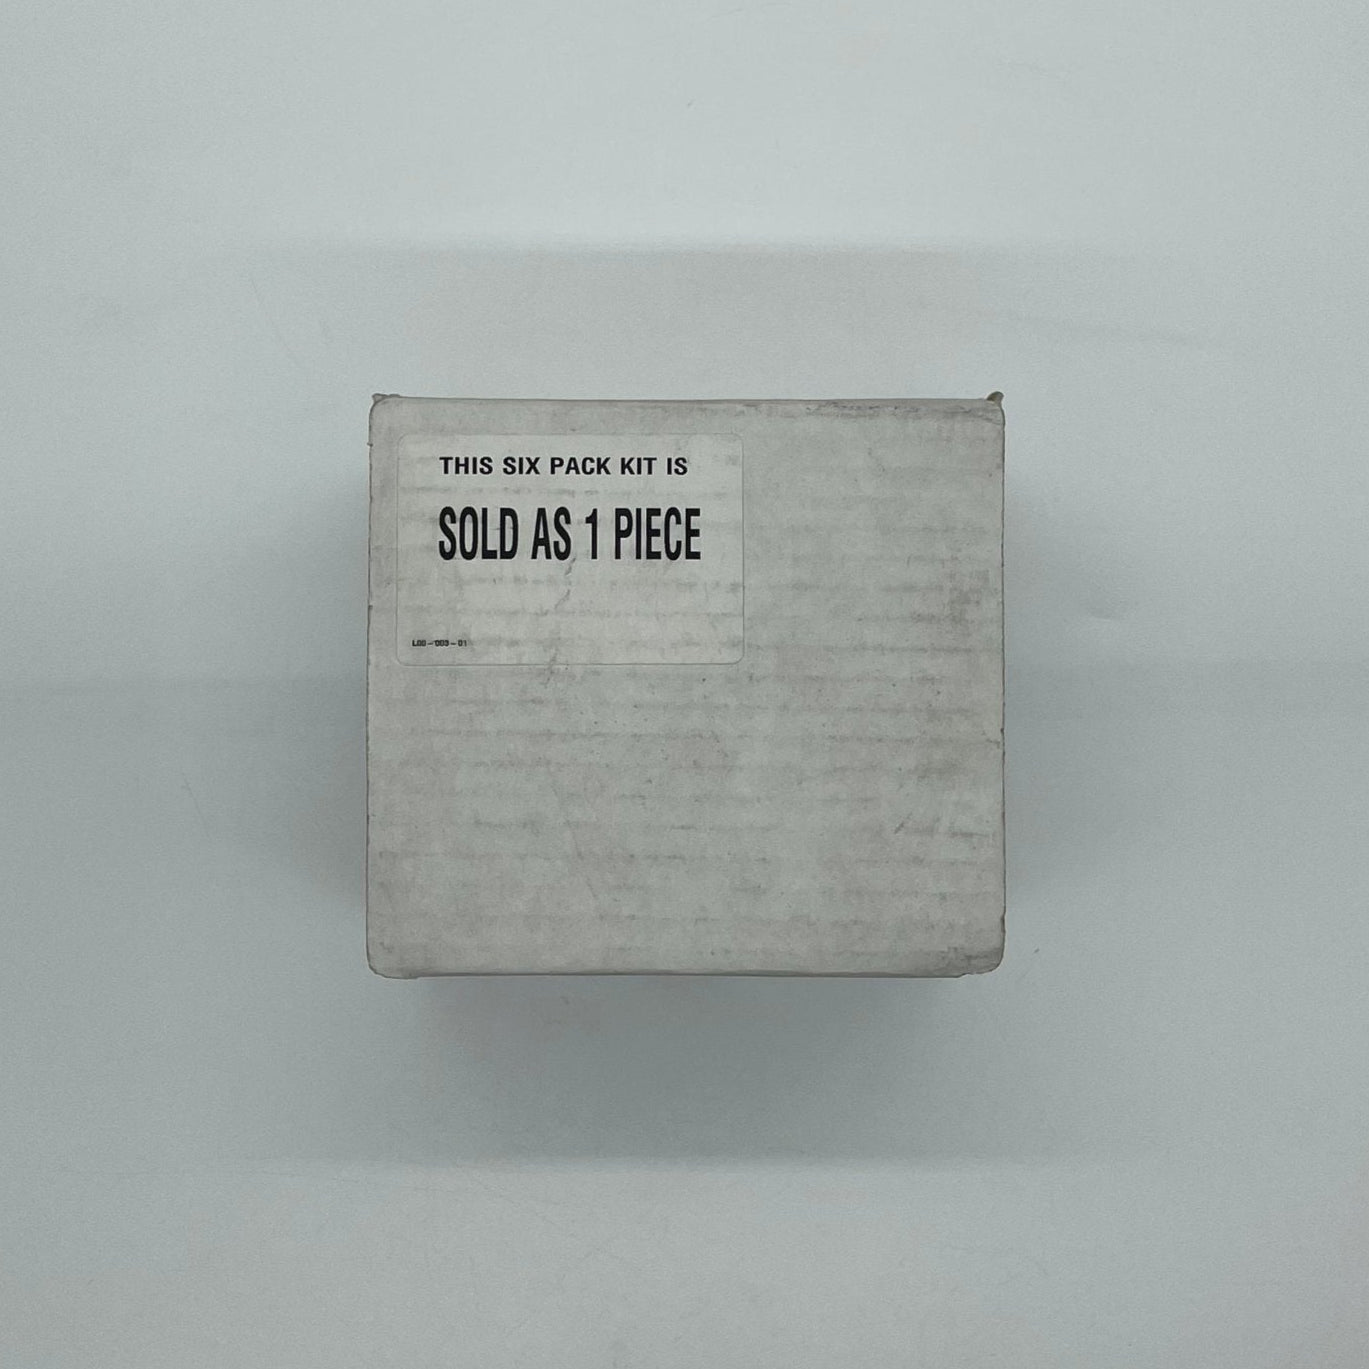 THIS SIX PACK KIT IS
SOLD AS 1 PIECE